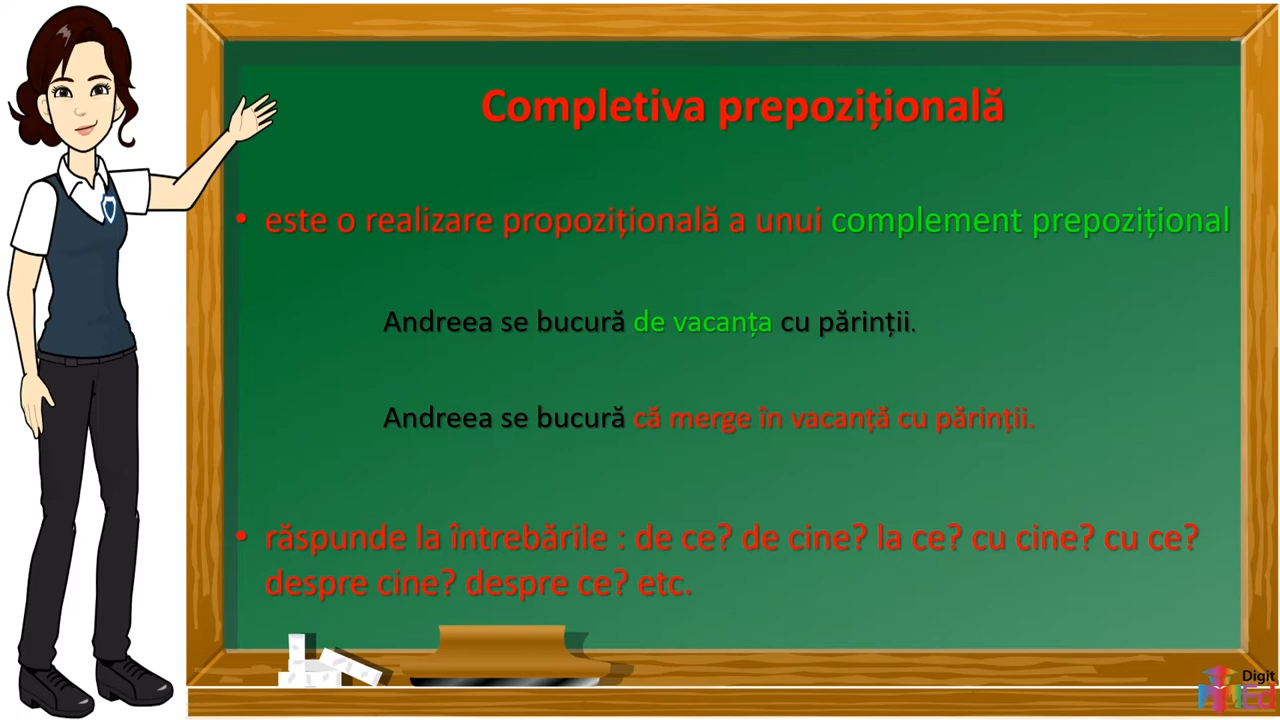 Completiva prepozițională
• este o realizare propozițională a unui complement prepozițional
Andreea se bucură de vacanța cu părinții.
Andreea se bucură că merge în vacanță cu părinții.
• răspunde la întrebările : de ce? de cine? la ce? cu cine? cu ce?
despre cine? despre ce? etc.
Digit